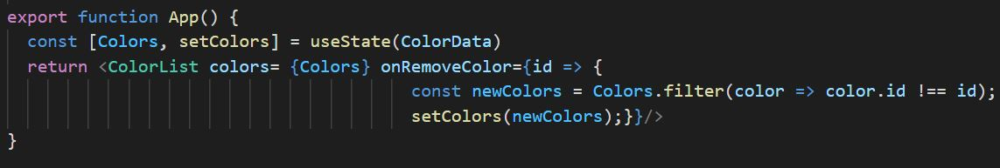 export function App() {
const [Colors, setColors] = useState(ColorData)
return <ColorList colors= {Colors} onRemoveColor={id => {
const newColors = Colors.filter(color => color.id !== id);
setColors(newColors);}}/>
}